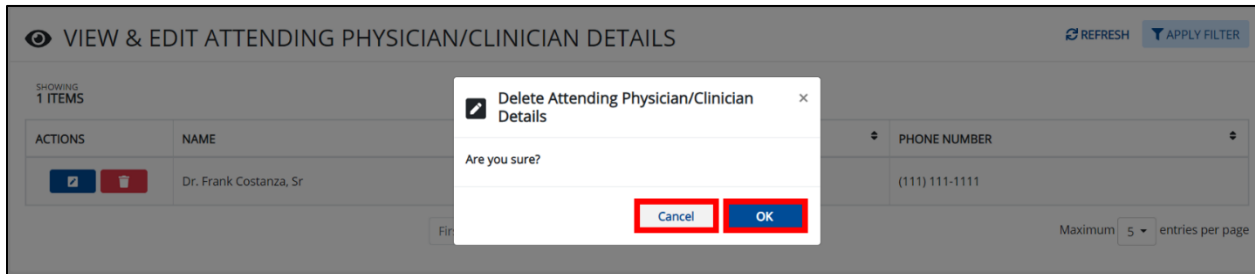 VIEW & EDIT ATTENDING PHYSICIAN/CLINICIAN DETAILS
REFRESH
APPLY FILTER
SHOWING
1 ITEMS
Delete Attending Physician/Clinician
Details
×
Are you sure?
Cancel
OK
ACTIONS
NAME
PHONE NUMBER
Dr. Frank Costanza, Sr
(111) 111-1111
Maximum 5 entries per page